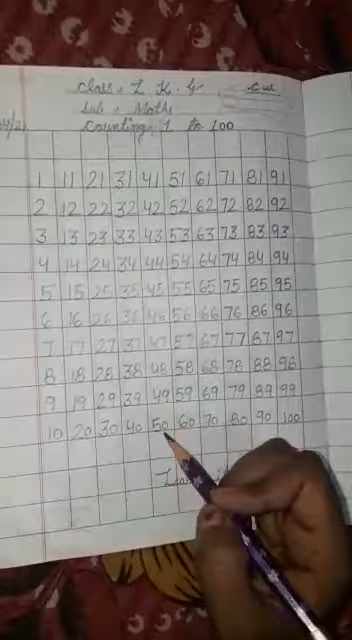 Class. L K G. C.W
Sub. Maths
Counting. 1 to 100
1 11 21 31 41 51 61 71 81 91
2 12 22 32 42 52 62 72 82 92
3 13 23 33 43 53 63 73 83 93
4 14 24 34 44 54 64 74 84 94
5 15 25 35 45 55 65 75 85 95
6 16 26 36 46 56 66 76 86 96
7 17 27 37 47 57 67 77 87 97
8 18 28 38 48 58 68 78 88 98
9 19 29 39 49 59 69 79 89 99
10 20 30 40 50 60 70 80 90 100